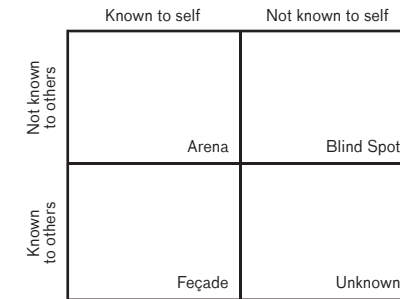 Known to self
Not known to self
Not known
to others
Arena
Blind Spot
Known
to others
Feçade
Unknown